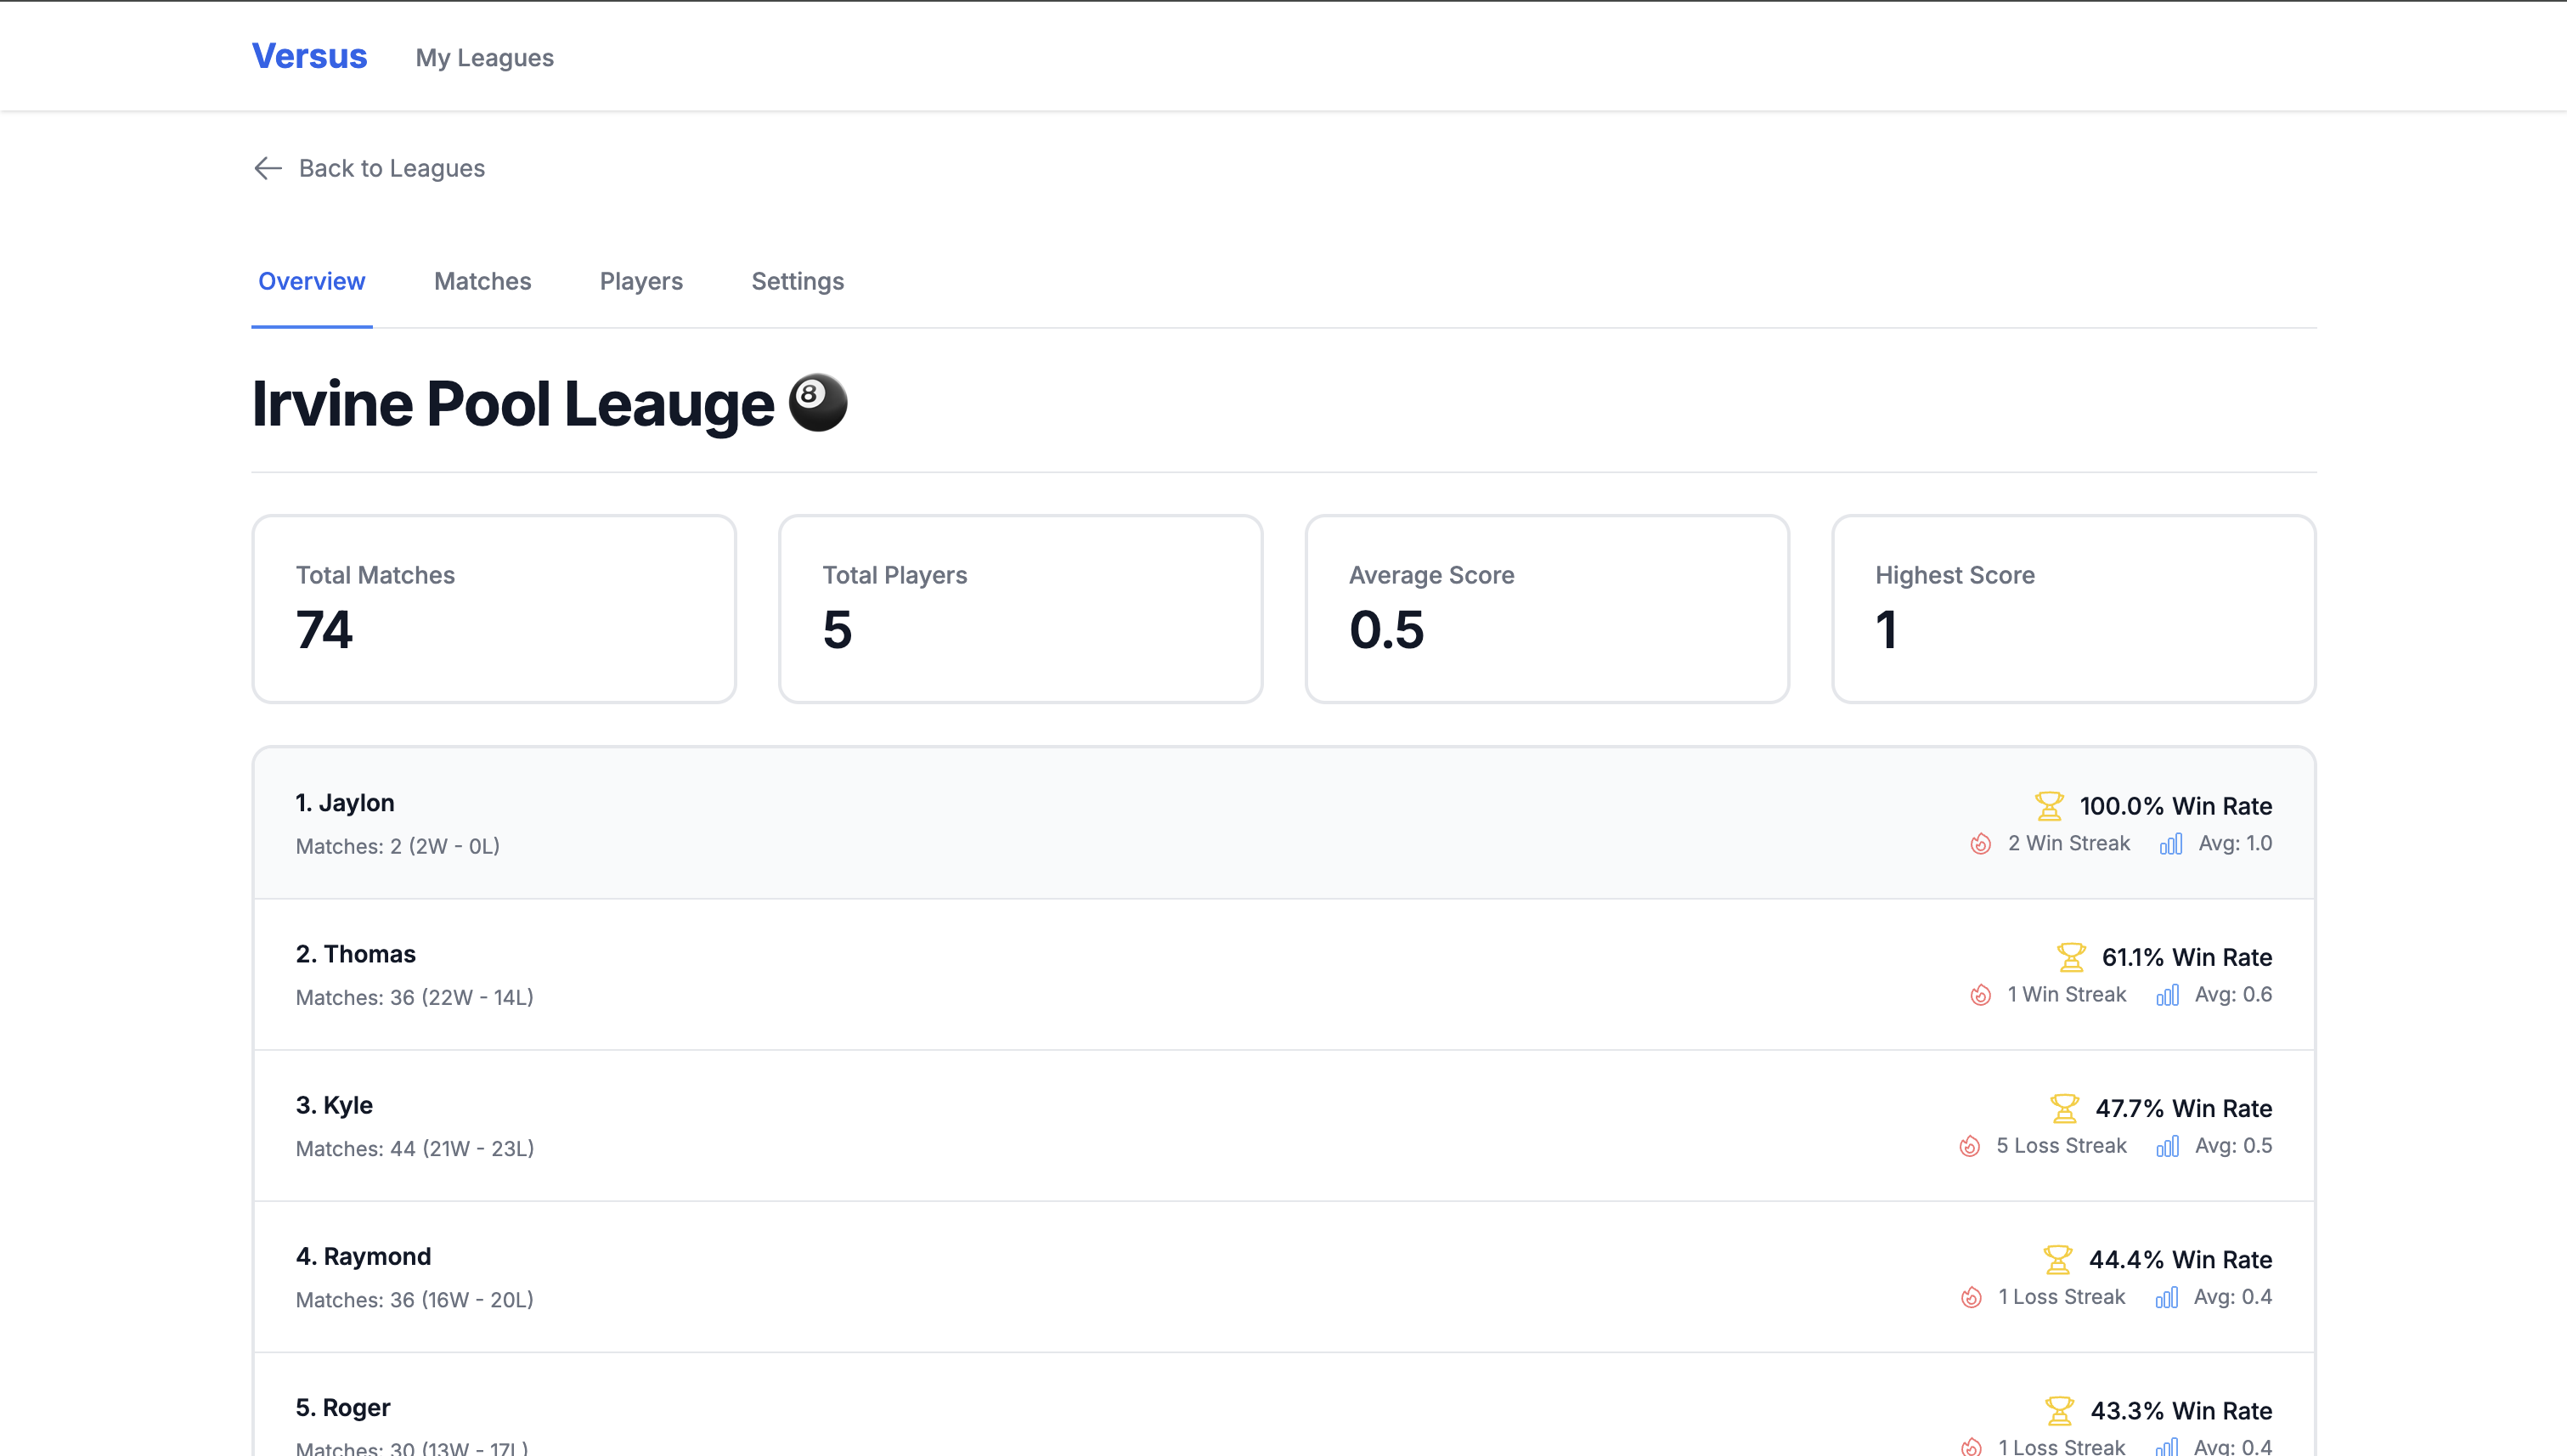 Versus My Leagues
Back to Leagues
Overview Matches Players Settings
Irvine Pool Leauge 🎱
Total Matches
74
Total Players
5
Average Score
0.5
Highest Score
1
1. Jaylon
Matches: 2 (2W - 0L)
100.0% Win Rate
2 Win Streak Avg: 1.0
2. Thomas
Matches: 36 (22W - 14L)
61.1% Win Rate
1 Win Streak Avg: 0.6
3. Kyle
Matches: 44 (21W - 23L)
47.7% Win Rate
5 Loss Streak Avg: 0.5
4. Raymond
Matches: 36 (16W - 20L)
44.4% Win Rate
1 Loss Streak Avg: 0.4
5. Roger
Matches: 30 (13W - 17L)
43.3% Win Rate
1 Loss Streak Avg: 0.4